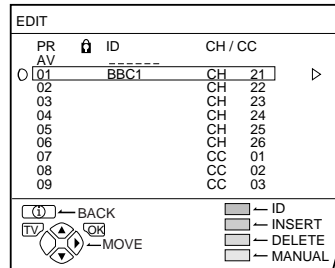 EDIT
PR ID CH / CC
AV _ _ _ _ _ _
01 BBC1 CH 21
02 CH 22
03 CH 23
04 CH 24
05 CH 25
06 CH 26
07 CC 01
08 CC 02
09 CC 03
i BACK
TV OK
MOVE
ID
INSERT
DELETE
MANUAL